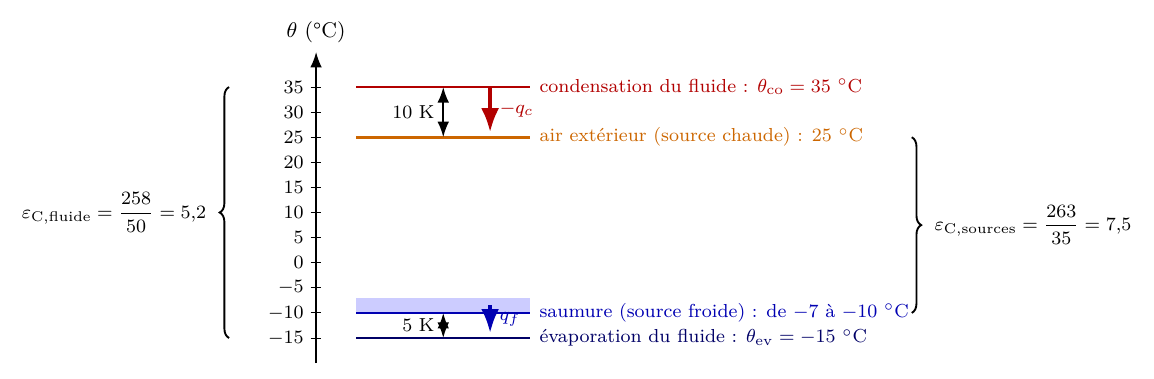 θ (°C)
35
condensation du fluide : θco = 35 °C
−qc
10 K
30
25
air extérieur (source chaude) : 25 °C
20
15
εC,fluide = 258/50 = 5,2
10
εC,sources = 263/35 = 7,5
5
0
−5
−10
saumure (source froide) : de −7 à −10 °C
qf
5 K
−15
évaporation du fluide : θev = −15 °C